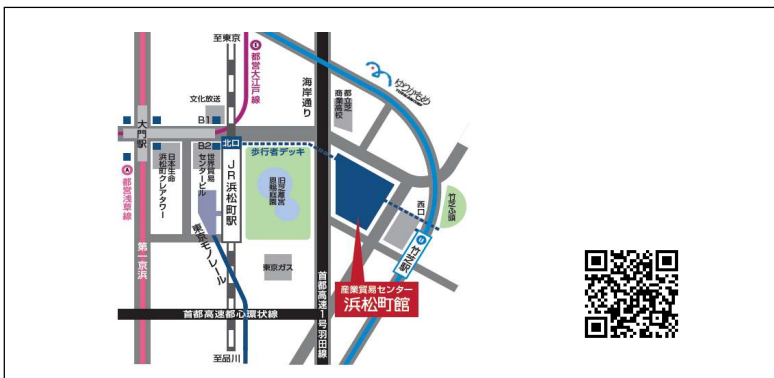 至東京
都営大江戸線
海岸通り
ゆりかもめ
都立芝商業高校
文化放送
B1
大門駅
北口
歩行者デッキ
B2
日本生命
浜松町クレアタワー
世界貿易
センタービル
JR浜松町駅
旧芝離宮
恩賜庭園
西口
竹芝ふ頭
A
都営浅草線
東京モノレール
竹芝駅
第一京浜
東京ガス
産業貿易センター
浜松町館
首都高速1号羽田線
首都高速都心環状線
至品川